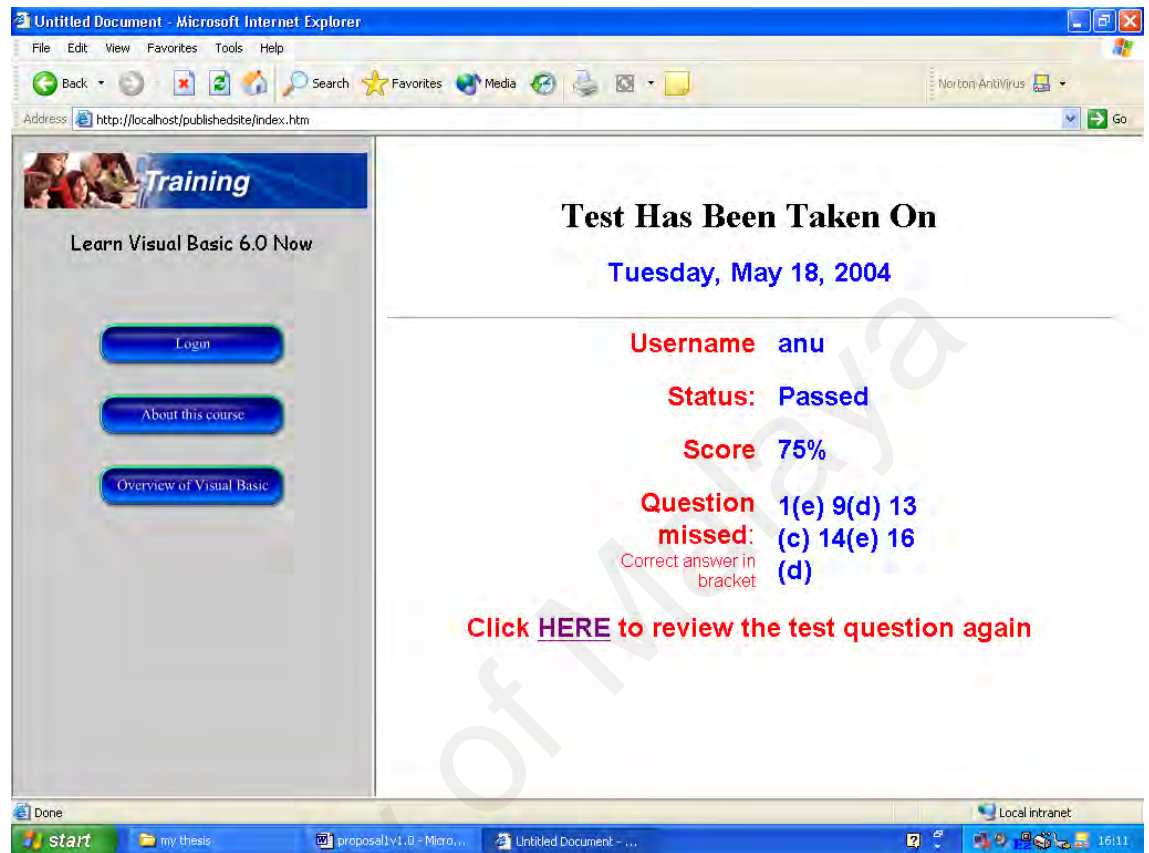 Untitled Document - Microsoft Internet Explorer
File Edit View Favorites Tools Help
Back Search Favorites Media Norton AntiVirus
Address http://localhost/publishedsite/index.htm Go
Training
Learn Visual Basic 6.0 Now
Login
About this course
Overview of Visual Basic
Test Has Been Taken On
Tuesday, May 18, 2004
Username anu
Status: Passed
Score 75%
Question 1(e) 9(d) 13
missed: (c) 14(e) 16
Correct answer in (d)
bracket
Click HERE to review the test question again
of Malaya
Done Local intranet
start my thesis proposal1v1.0 - Micro... Untitled Document - ... 16:11